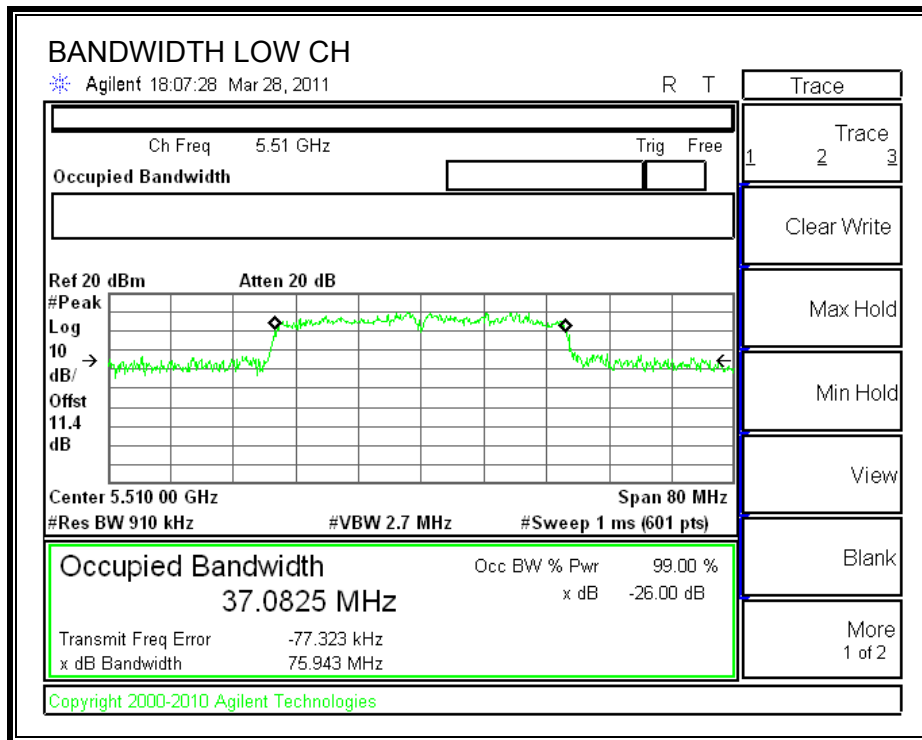 BANDWIDTH LOW CH
Agilent 18:07:28 Mar 28, 2011 R T
Trace
Ch Freq 5.51 GHz Trig Free
Occupied Bandwidth
Trace
1 2 3
Clear Write
Max Hold
Min Hold
View
Blank
More
1 of 2
Ref 20 dBm Atten 20 dB
#Peak
Log
10
dB/
Offst
11.4
dB
Center 5.510 00 GHz Span 80 MHz
#Res BW 910 kHz #VBW 2.7 MHz #Sweep 1 ms (601 pts)
Occupied Bandwidth Occ BW % Pwr 99.00 %
37.0825 MHz x dB -26.00 dB
Transmit Freq Error -77.323 kHz
x dB Bandwidth 75.943 MHz
Copyright 2000-2010 Agilent Technologies